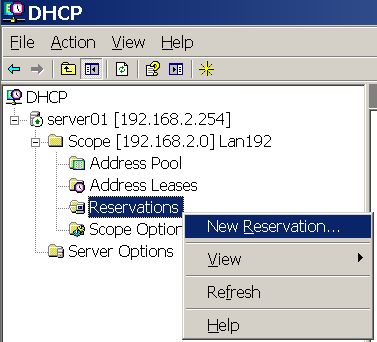 DHCP
File Action View Help
DHCP
server01 [192.168.2.254]
Scope [192.168.2.0] Lan192
Address Pool
Address Leases
Reservations
Scope Option
Server Options
New Reservation...
View
Refresh
Help